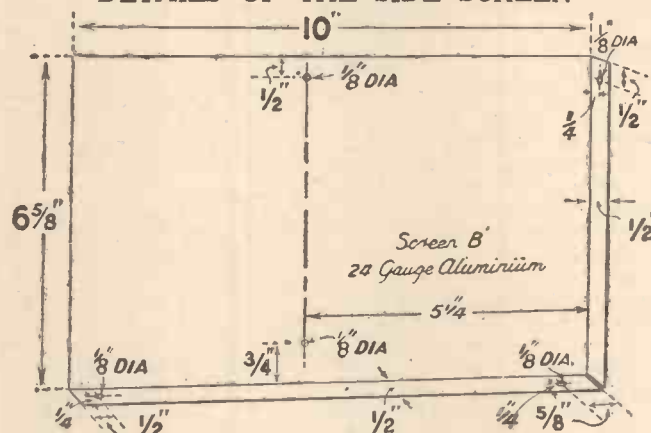 DETAILS OF THE SIDE SCREEN
10"
1/8" DIA
1/2"
1/8" DIA
1/4
1/2"
6 5/8"
1/2"
Screen B
24 Gauge Aluminium
5 1/4"
3/4"
1/8" DIA
1/8" DIA
1/8" DIA.
1/4"
1/2"
1/2"
1/4"
5/8"